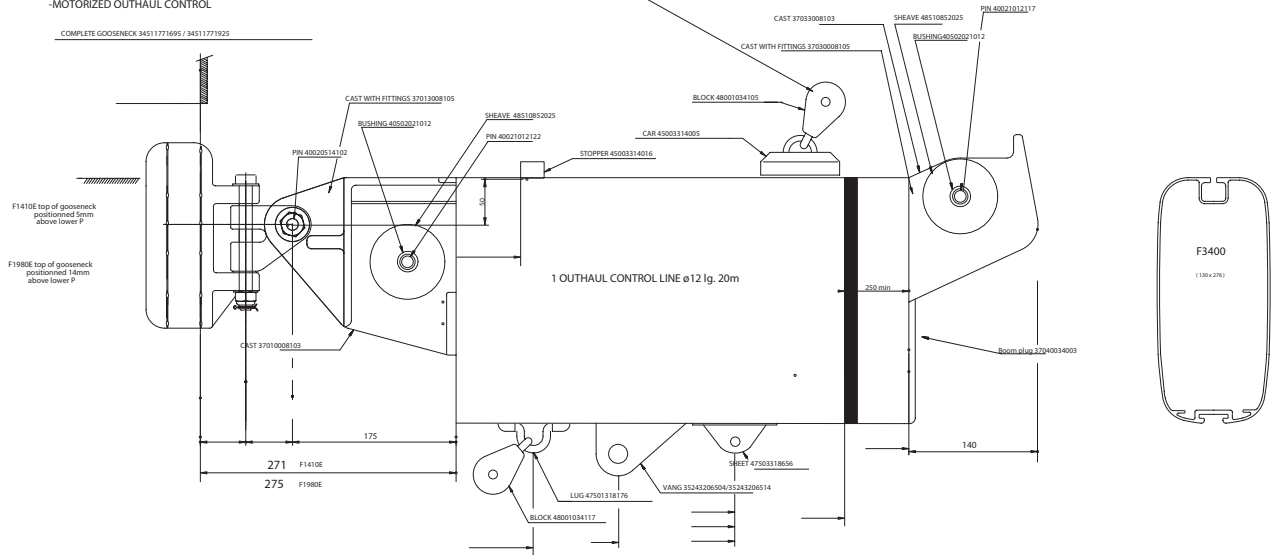 -MOTORIZED OUTHAUL CONTROL
COMPLETE GOOSENECK 34511771695 / 34511771925
PIN 40021012117
CAST 37033008103
SHEAVE 48510852025
BUSHING40502021012
CAST WITH FITTINGS 37030008105
CAST WITH FITTINGS 37013008105
BLOCK 48001034105
BUSHING 40502021012
SHEAVE 48510852025
PIN 40021012122
CAR 45003314005
PIN 40020514102
STOPPER 45003314016
50
F1410E top of gooseneck
positionned 5mm
above lower P
F1980E top of gooseneck
positionned 14mm
above lower P
1 OUTHAUL CONTROL LINE ø12 lg. 20m
250 min
F3400
( 130 x 276 )
CAST 37010008103
Boom plug 37040034003
175
140
271 F1410E
275 F1980E
SHEET 47503318656
VANG 35243206504/35243206514
LUG 47501318176
BLOCK 48001034117